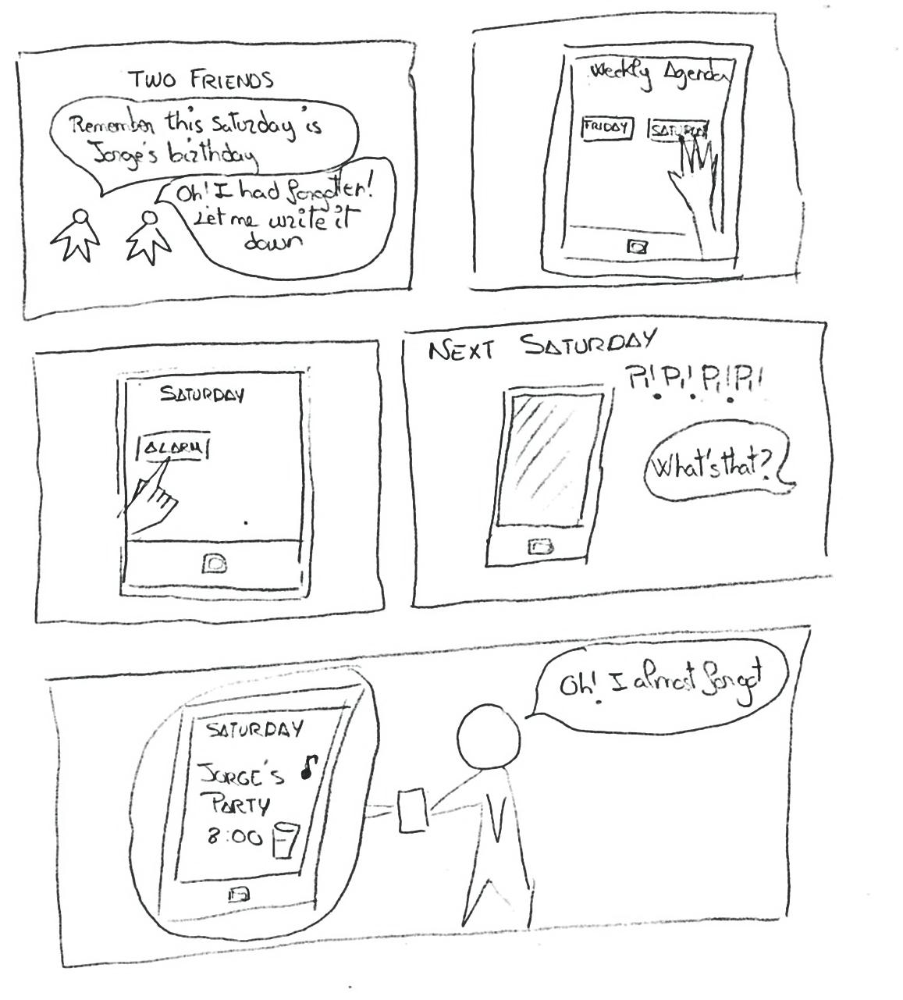 TWO FRIENDS
Remember this Saturday is
Jorge's birthday
Oh! I had forgotten!
Let me write it
down
Weekly Agenda
FRIDAY
SATURDAY
SATURDAY
ALARM
NEXT SATURDAY
Pi! Pi! Pi! Pi!
What's that?
Oh! I almost forgot
SATURDAY
JORGE'S
PARTY
8:00